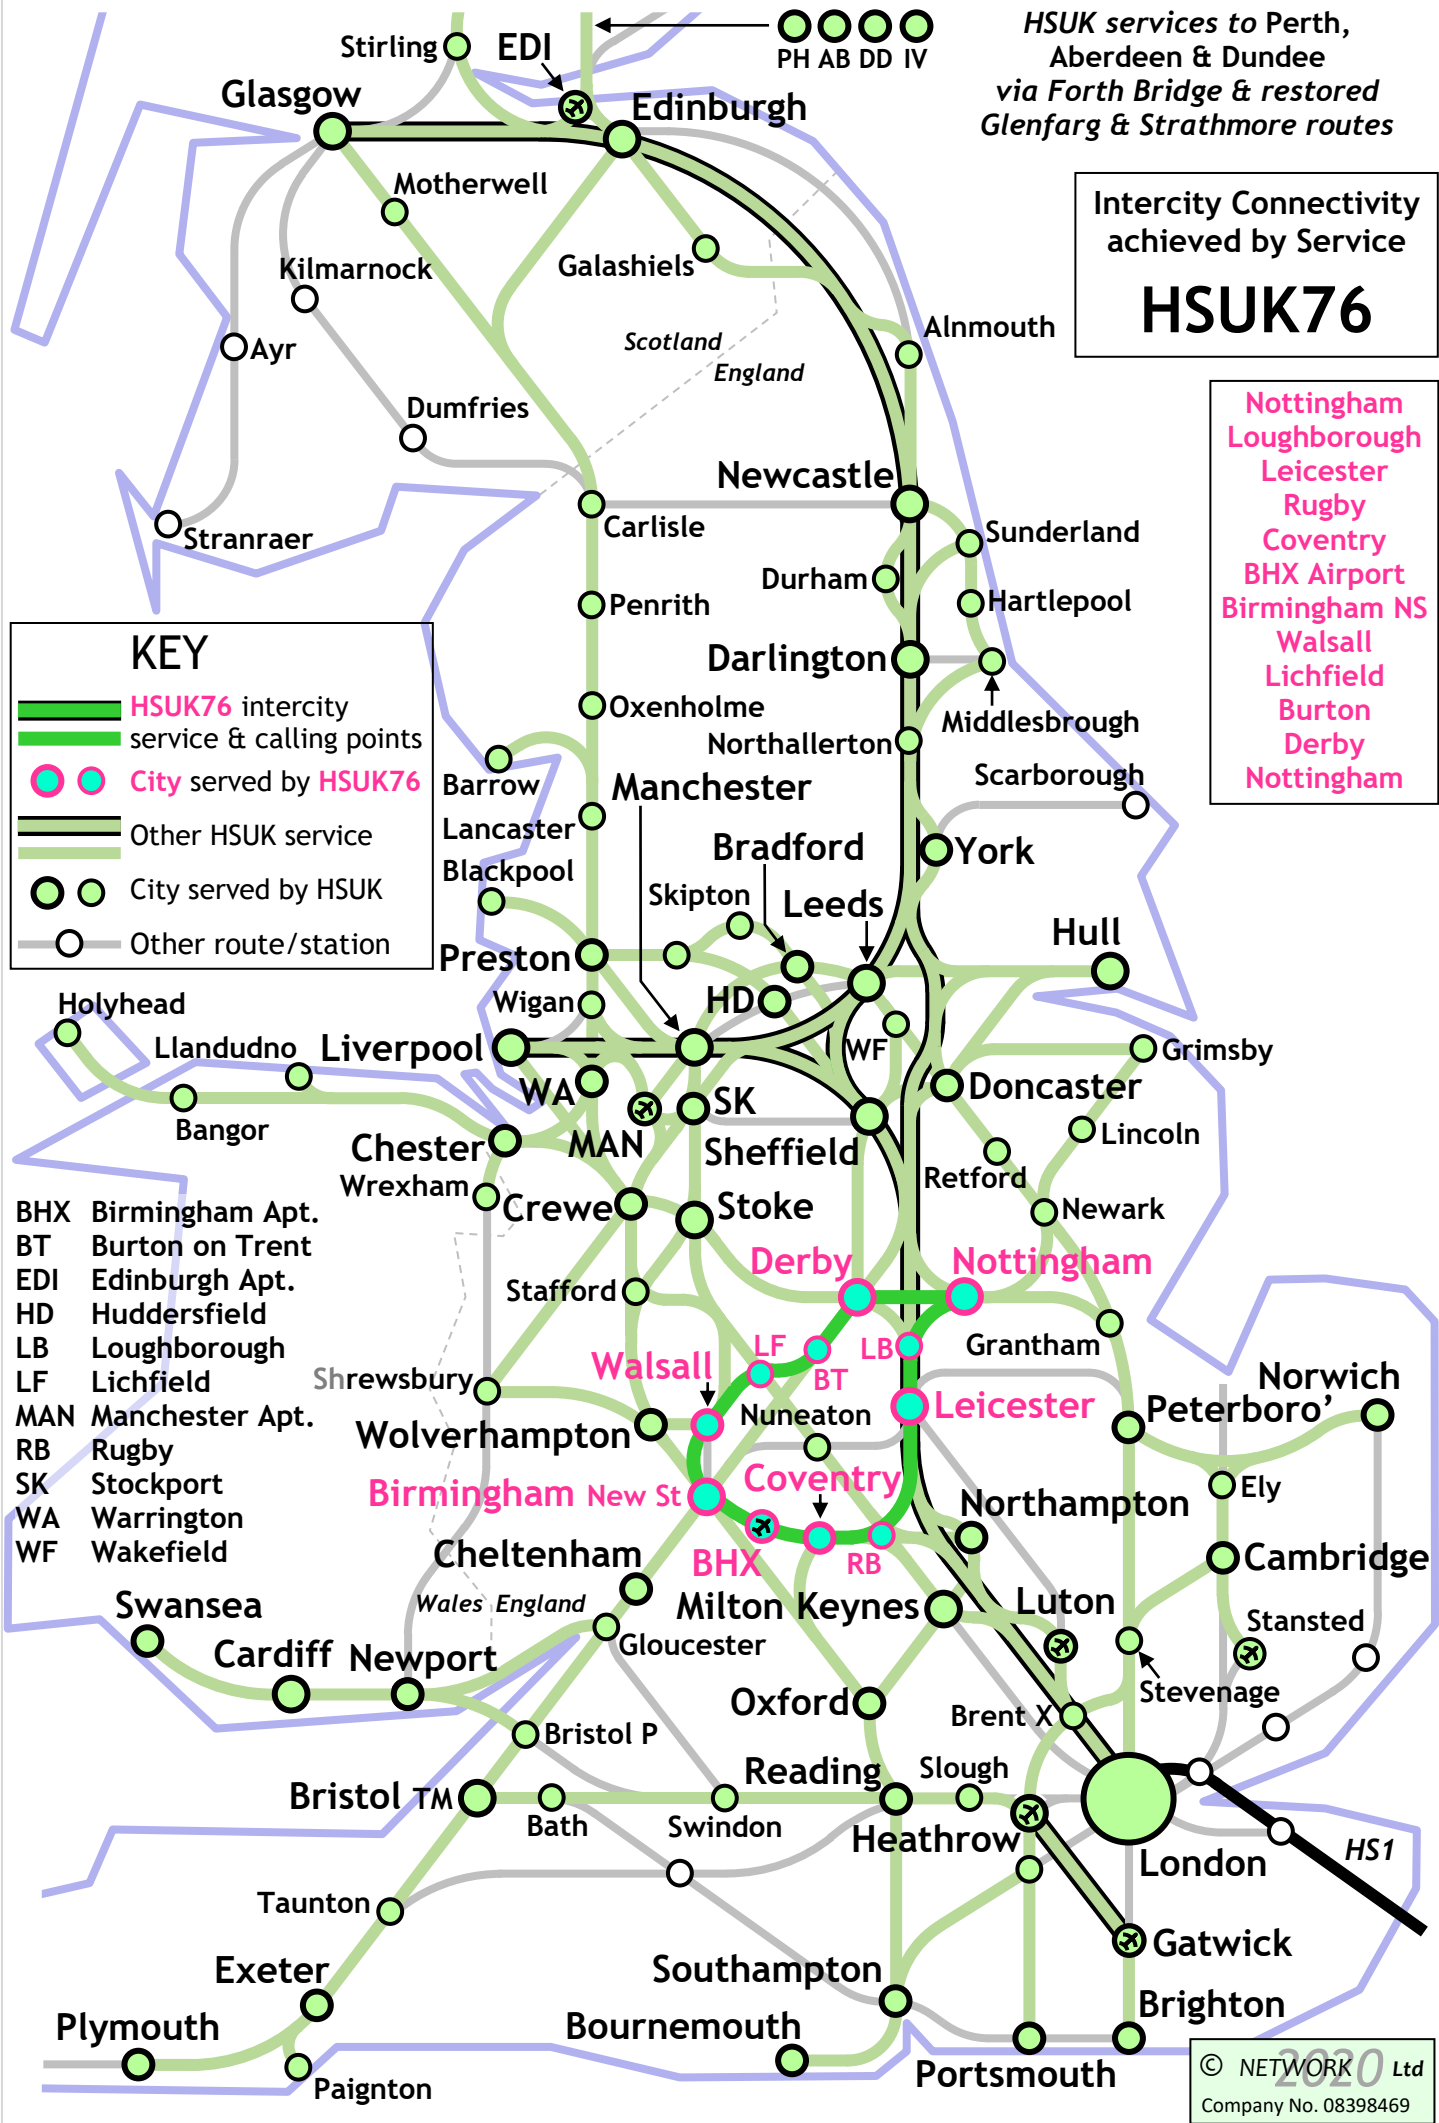 HSUK services to Perth,
Aberdeen & Dundee
via Forth Bridge & restored
Glenfarg & Strathmore routes
PH AB DD IV
Stirling
EDI
Glasgow
Edinburgh
Intercity Connectivity
achieved by Service
HSUK76
Motherwell
Kilmarnock
Galashiels
Ayr
Scotland
England
Alnmouth
Nottingham
Loughborough
Leicester
Rugby
Coventry
BHX Airport
Birmingham NS
Walsall
Lichfield
Burton
Derby
Nottingham
Dumfries
Newcastle
Stranraer
Carlisle
Sunderland
Durham
Penrith
Hartlepool
Darlington
KEY
HSUK76 intercity
service & calling points
City served by HSUK76
Other HSUK service
City served by HSUK
Other route/station
Oxenholme
Middlesbrough
Northallerton
Barrow
Manchester
Scarborough
Lancaster
Bradford
York
Blackpool
Skipton
Leeds
Hull
Preston
Wigan
HD
Holyhead
Llandudno
Liverpool
WF
Grimsby
WA
Doncaster
Bangor
SK
Lincoln
Chester
MAN
Sheffield
Retford
Wrexham
Crewe
Stoke
Newark
BHX Birmingham Apt.
BT Burton on Trent
EDI Edinburgh Apt.
HD Huddersfield
LB Loughborough
LF Lichfield
MAN Manchester Apt.
RB Rugby
SK Stockport
WA Warrington
WF Wakefield
Derby
Nottingham
Stafford
LF
LB
Grantham
Walsall
BT
Shrewsbury
Norwich
Leicester
Peterboro'
Nuneaton
Wolverhampton
Coventry
Birmingham New St
Ely
Northampton
BHX
RB
Cheltenham
Cambridge
Wales England
Milton Keynes
Luton
Stansted
Swansea
Gloucester
Cardiff
Newport
Stevenage
Oxford
Brent X
Bristol P
Reading
Slough
Bristol TM
Bath
Swindon
Heathrow
London
HS1
Taunton
Gatwick
Exeter
Southampton
Brighton
Plymouth
Bournemouth
Portsmouth
Paignton
© NETWORK 2020 Ltd
Company No. 08398469